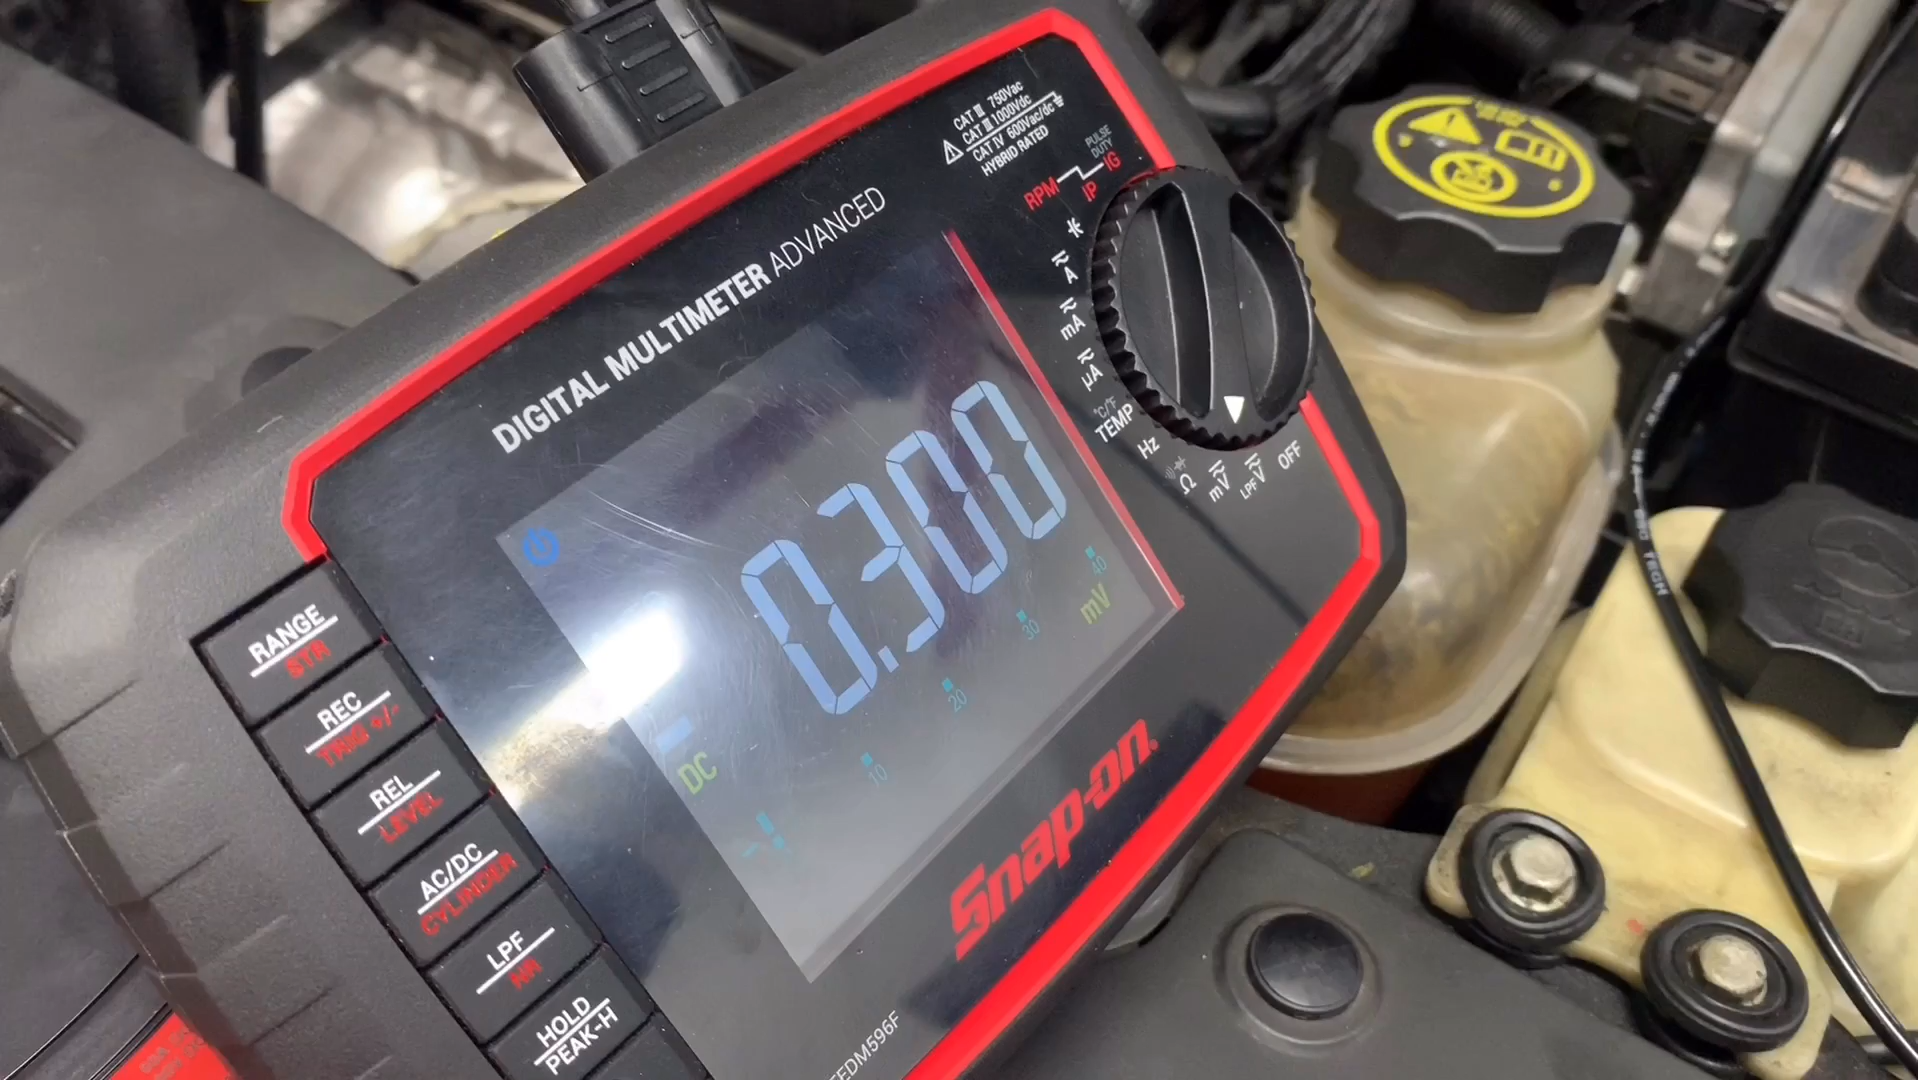 CAT III 750Vac
CAT III 1000Vdc
CAT IV 600Vac/dc
HYBRID RATED
PULSE
DUTY
RPM
IP
IG
A
mA
µA
°C/°F
TEMP
Hz
Ω
mV
LPF V
OFF
DIGITAL MULTIMETER ADVANCED
-0.300
mV
DC
10
20
30
40
RANGE
STR
REC
TRIG +/-
REL
LEVEL
AC/DC
CYLINDER
LPF
HOLD
PEAK-H
Snap-on
EEDM596F